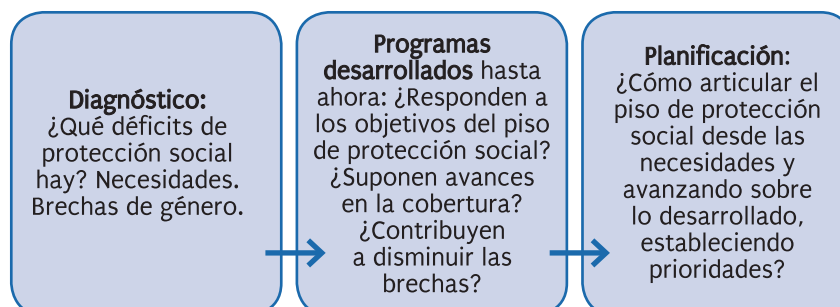 Diagnóstico:
¿Qué déficits de
protección social
hay? Necesidades.
Brechas de género.
Programas
desarrollados hasta
ahora: ¿Responden a
los objetivos del piso
de protección social?
¿Suponen avances
en la cobertura?
¿Contribuyen
a disminuir las
brechas?
Planificación:
¿Cómo articular el
piso de protección
social desde las
necesidades y
avanzando sobre
lo desarrollado,
estableciendo
prioridades?